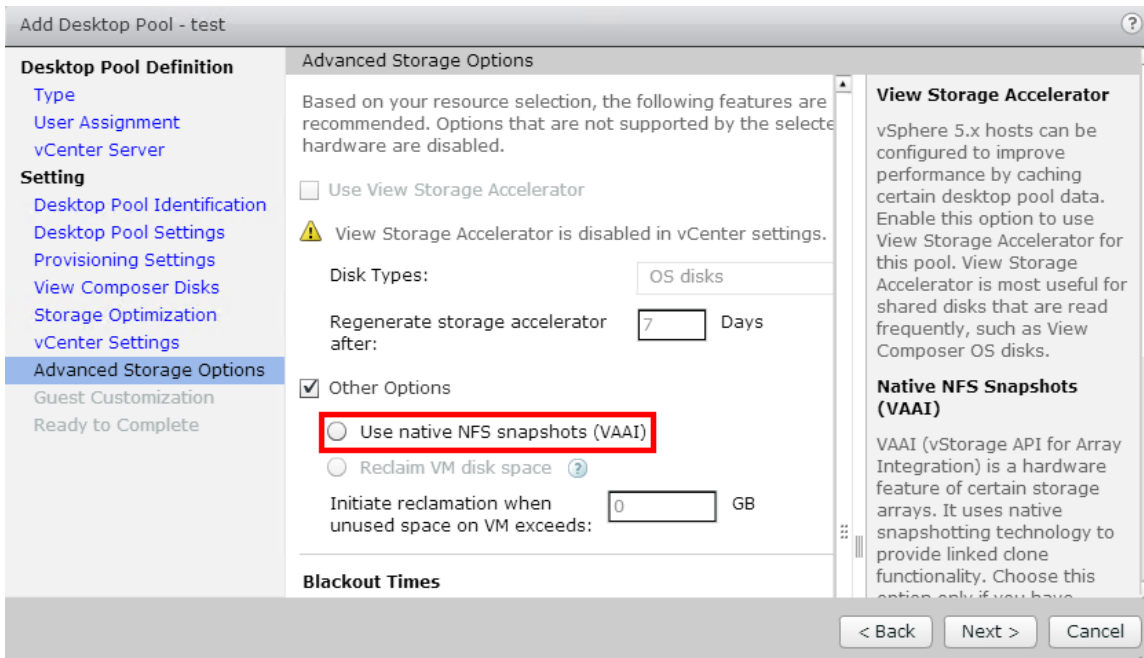 Add Desktop Pool - test
?
Desktop Pool Definition
Type
User Assignment
vCenter Server
Setting
Desktop Pool Identification
Desktop Pool Settings
Provisioning Settings
View Composer Disks
Storage Optimization
vCenter Settings
Advanced Storage Options
Guest Customization
Ready to Complete
Advanced Storage Options
Based on your resource selection, the following features are
recommended. Options that are not supported by the selecte
hardware are disabled.
Use View Storage Accelerator
View Storage Accelerator is disabled in vCenter settings.
Disk Types:
OS disks
Regenerate storage accelerator
after:
7 Days
Other Options
Use native NFS snapshots (VAAI)
Reclaim VM disk space ?
Initiate reclamation when
unused space on VM exceeds:
0 GB
Blackout Times
View Storage Accelerator
vSphere 5.x hosts can be
configured to improve
performance by caching
certain desktop pool data.
Enable this option to use
View Storage Accelerator for
this pool. View Storage
Accelerator is most useful for
shared disks that are read
frequently, such as View
Composer OS disks.
Native NFS Snapshots
(VAAI)
VAAI (vStorage API for Array
Integration) is a hardware
feature of certain storage
arrays. It uses native
snapshotting technology to
provide linked clone
functionality. Choose this
option only if you have
< Back
Next >
Cancel